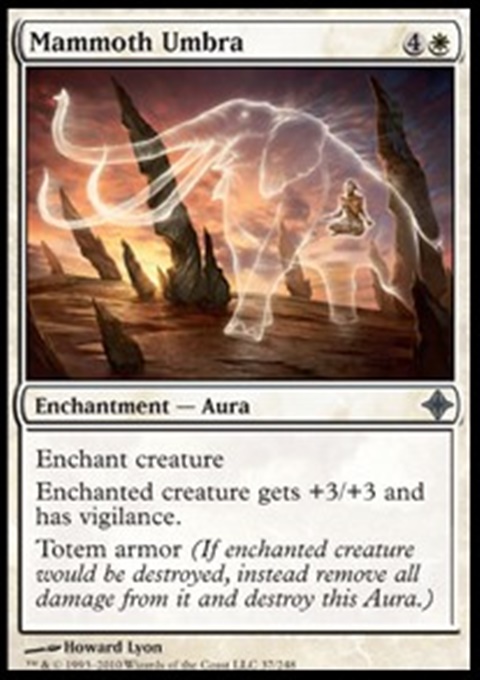 Mammoth Umbra 4
Enchantment — Aura
Enchant creature
Enchanted creature gets +3/+3 and
has vigilance.
Totem armor (If enchanted creature
would be destroyed, instead remove all
damage from it and destroy this Aura.)
Howard Lyon
™ & © 1993–2010 Wizards of the Coast LLC 37/248